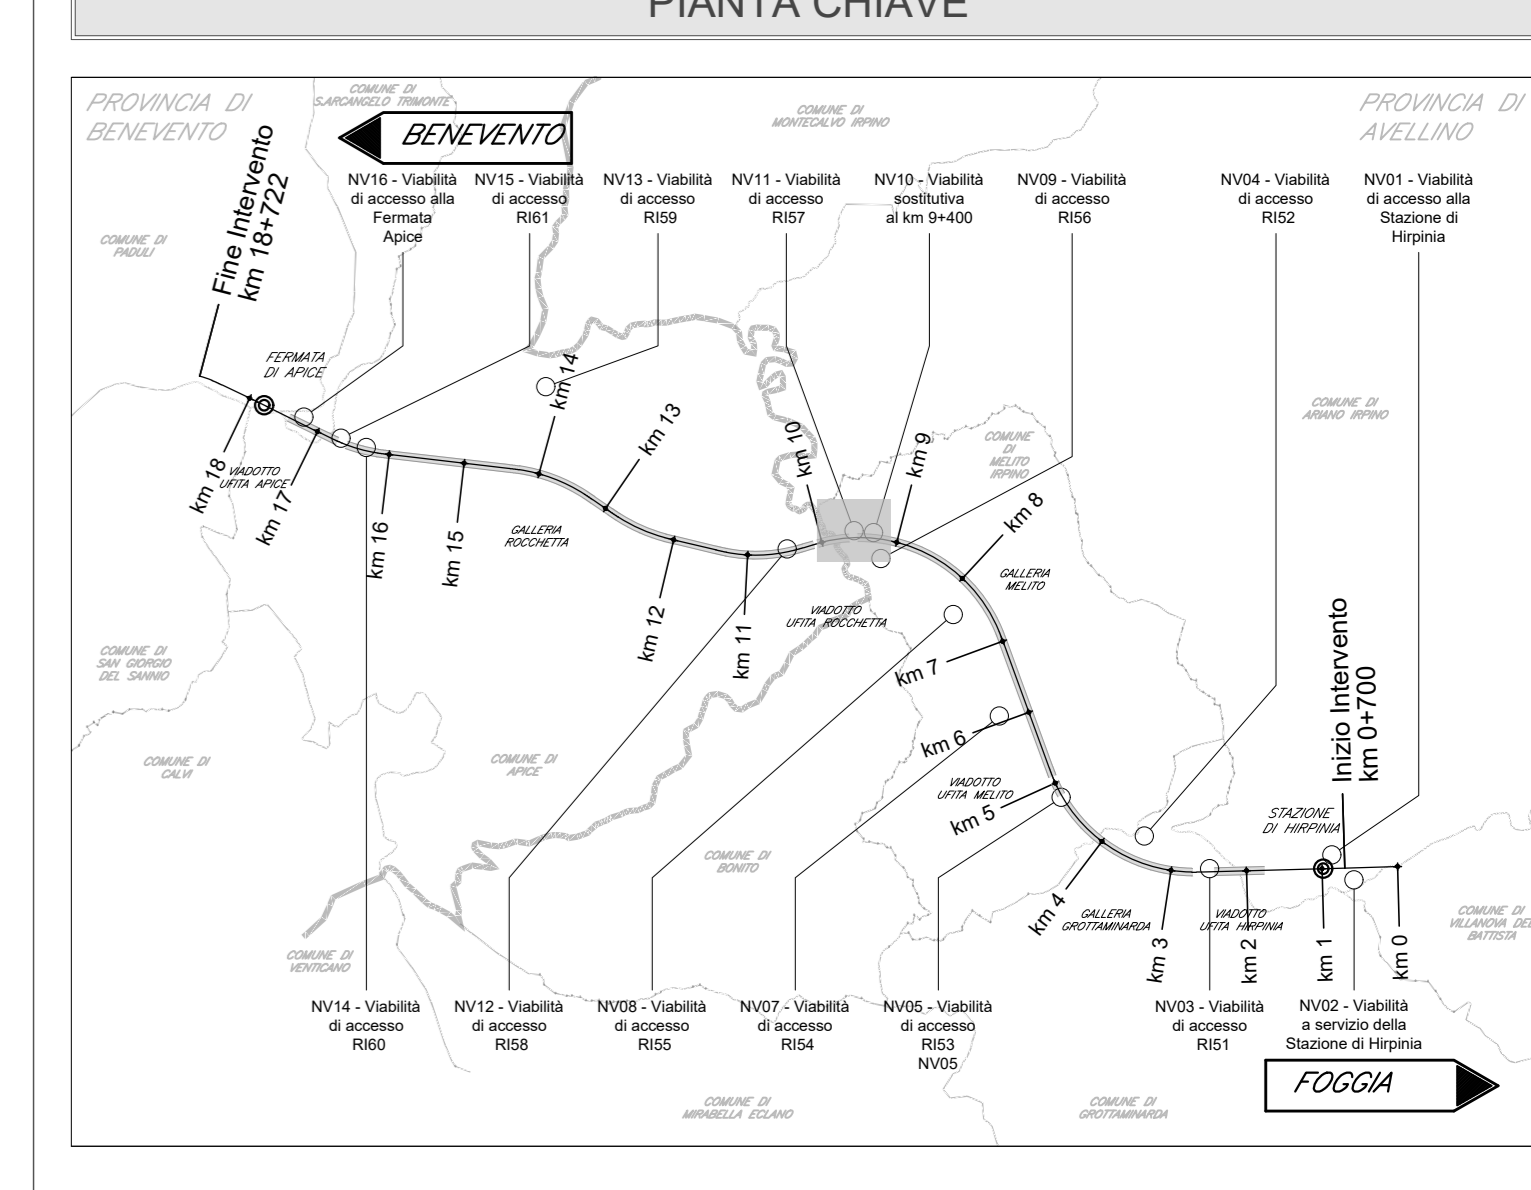 PIANTA CHIAVE
PROVINCIA DI
BENEVENTO
COMUNE DI
S.ARCANGELO TRIMONTE
COMUNE DI
MONTECALVO IRPINO
PROVINCIA DI
AVELLINO
BENEVENTO
Fine Intervento
km 18+722
NV16 - Viabilità
di accesso alla
Fermata
Apice
NV15 - Viabilità
di accesso
RI61
NV13 - Viabilità
di accesso
RI59
NV11 - Viabilità
di accesso
RI57
NV10 - Viabilità
sostitutiva
al km 9+400
NV09 - Viabilità
di accesso
RI56
NV04 - Viabilità
di accesso
RI52
NV01 - Viabilità
di accesso alla
Stazione di
Hirpinia
COMUNE DI
PADULI
FERMATA
DI APICE
km 14
km 13
km 10
km 9
COMUNE
DI
MELITO
IRPINO
COMUNE DI
ARIANO IRPINO
km 18
VIADOTTO
UFITA APICE
km 17
km 16
km 15
GALLERIA
ROCCHETTA
km 12
km 11
VIADOTTO
UFITA ROCCHETTA
km 8
GALLERIA
MELITO
km 7
km 6
VIADOTTO
UFITA MELITO
km 5
Inizio Intervento
km 0+700
STAZIONE
DI HIRPINIA
COMUNE DI
SAN GIORGIO
DEL SANNIO
COMUNE DI
CALVI
COMUNE DI
APICE
COMUNE DI
BONITO
km 4
GALLERIA
GROTTAMINARDA
km 3
VIADOTTO
UFITA HIRPINIA
km 2
km 1
km 0
COMUNE DI
VILLANOVA DEL
BATTISTA
COMUNE DI
VENTICANO
NV14 - Viabilità
di accesso
RI60
NV12 - Viabilità
di accesso
RI58
NV08 - Viabilità
di accesso
RI55
NV07 - Viabilità
di accesso
RI54
NV05 - Viabilità
di accesso
RI53
NV05
NV03 - Viabilità
di accesso
RI51
NV02 - Viabilità
a servizio della
Stazione di Hirpinia
FOGGIA
COMUNE DI
MIRABELLA ECLANO
COMUNE DI
GROTTAMINARDA